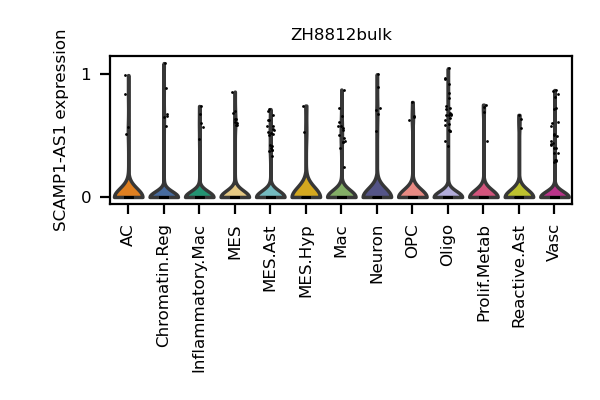 ZH8812bulk
SCAMP1-AS1 expression
1
0
AC
Chromatin.Reg
Inflammatory.Mac
MES
MES.Ast
MES.Hyp
Mac
Neuron
OPC
Oligo
Prolif.Metab
Reactive.Ast
Vasc